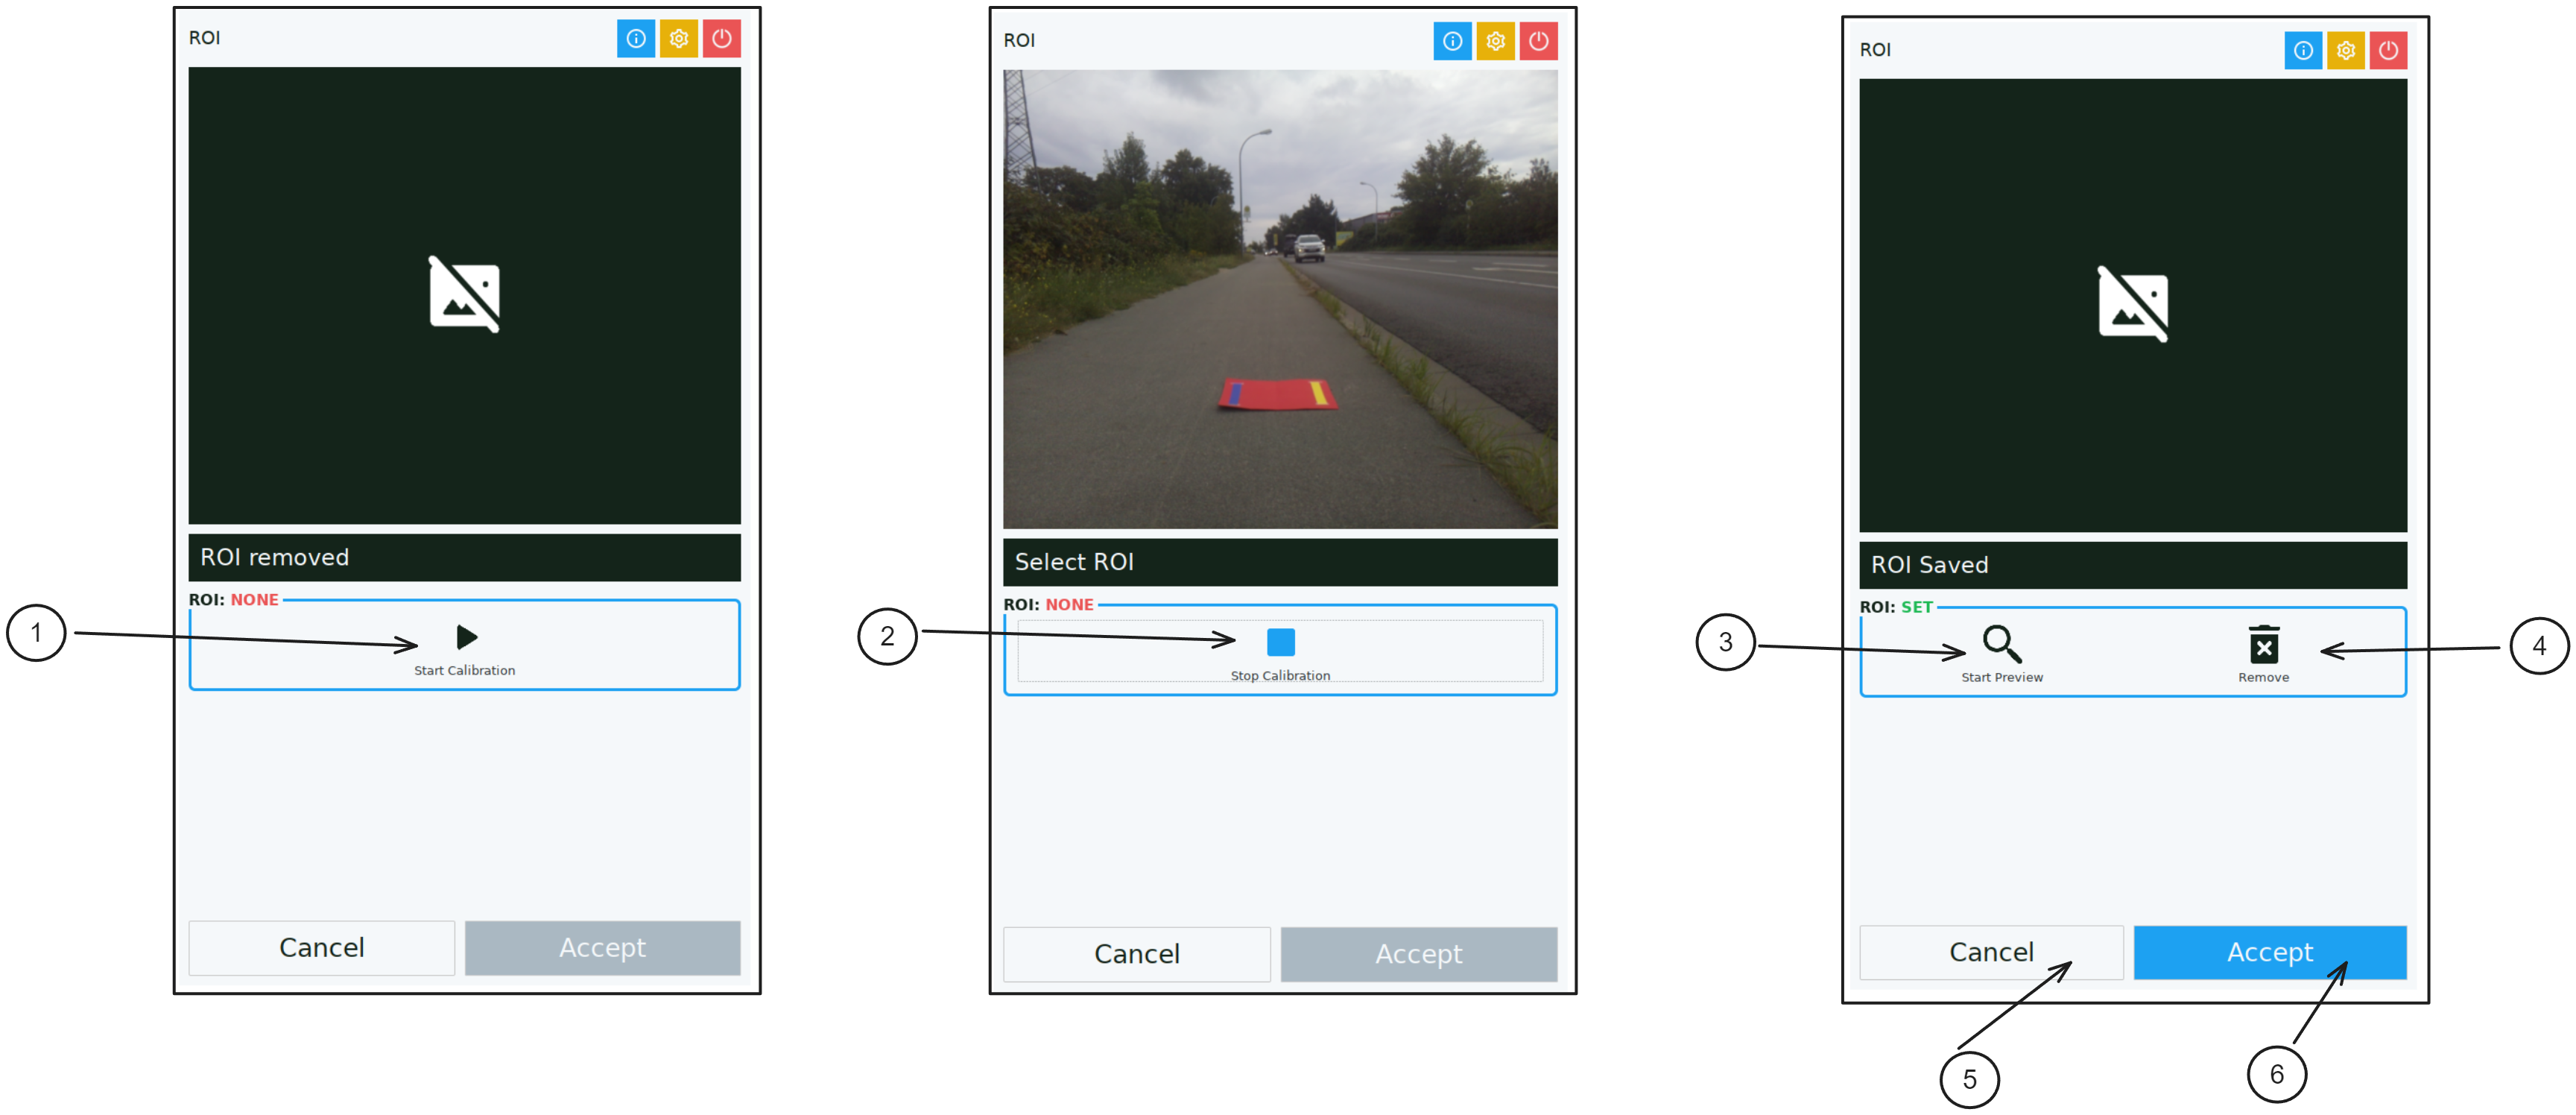 ROI
ROI removed
ROI: NONE
Start Calibration
Cancel Accept
1
ROI
Select ROI
ROI: NONE
Stop Calibration
Cancel Accept
2
ROI
ROI Saved
ROI: SET
Start Preview Remove
Cancel Accept
3
4
5
6